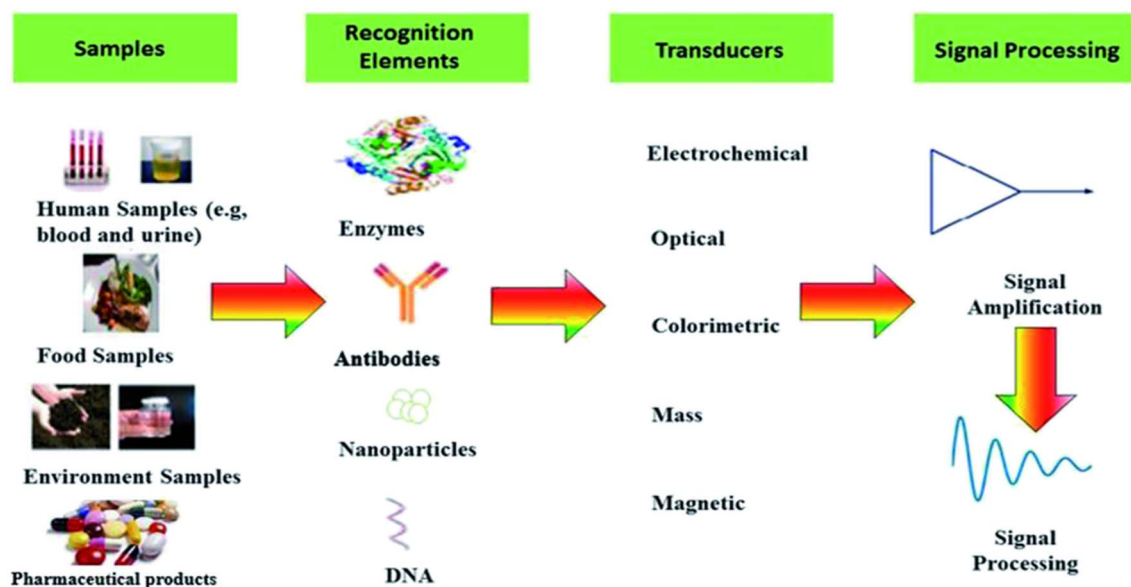 Samples
Recognition
Elements
Transducers
Signal Processing
Human Samples (e.g,
blood and urine)
Food Samples
Environment Samples
Pharmaceutical products
Enzymes
Antibodies
Nanoparticles
DNA
Electrochemical
Optical
Colorimetric
Mass
Magnetic
Signal
Amplification
Signal
Processing